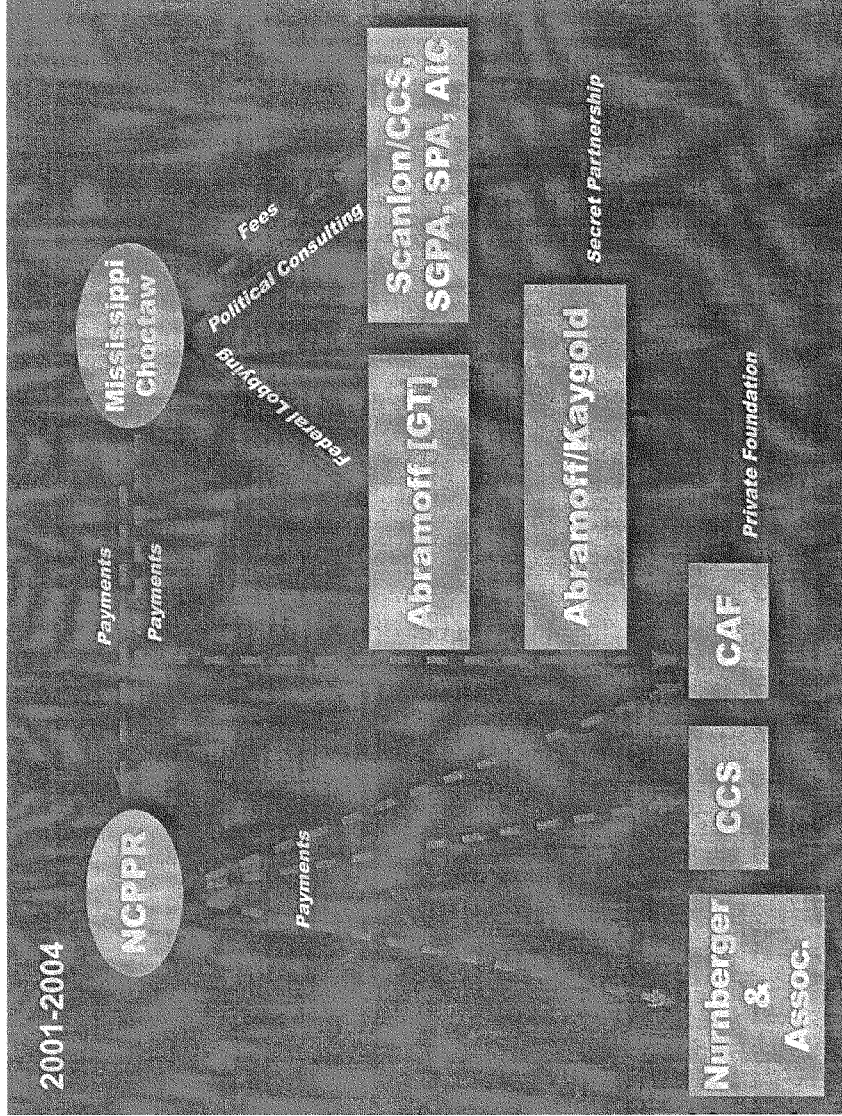 2001-2004
NCPPR
Payments
Payments
Mississippi
Choctaw
Payments
Federal Lobbying
Political Consulting
Fees
Abramoff [GT]
Scanlon/CCS,
SGPA, SPA, AIC
Abramoff/Kaygold
Secret Partnership
Nurnberger
&
Assoc.
CCS
CAF
Private Foundation